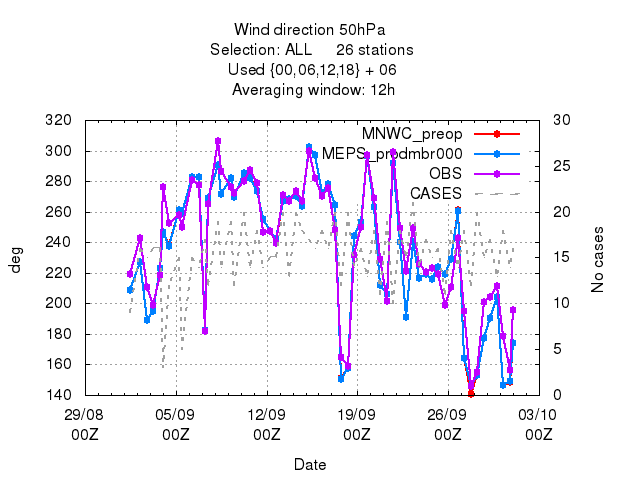 Wind direction 50hPa
Selection: ALL 26 stations
Used {00,06,12,18} + 06
Averaging window: 12h
MNWC_preop
MEPS_prodmbr000
OBS
CASES
deg
320
300
280
260
240
220
200
180
160
140
30
25
20
15
10
5
0
No cases
29/08 05/09 12/09 19/09 26/09 03/10
00Z 00Z 00Z 00Z 00Z 00Z
Date